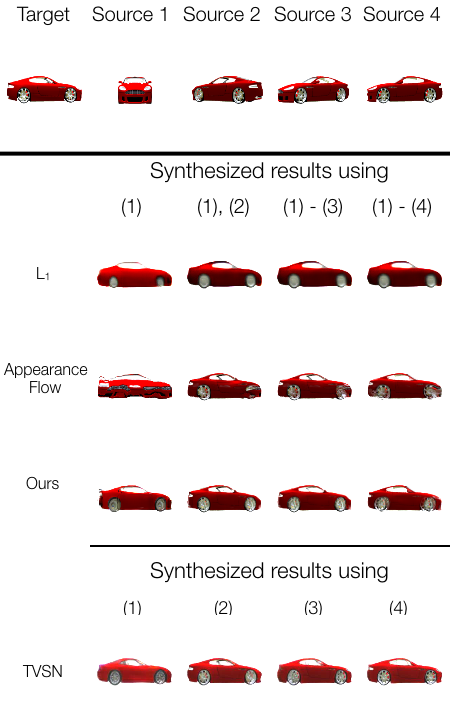 Target Source 1 Source 2 Source 3 Source 4
Synthesized results using
(1) (1), (2) (1) - (3) (1) - (4)
L₁
Appearance
Flow
Ours
Synthesized results using
(1) (2) (3) (4)
TVSN